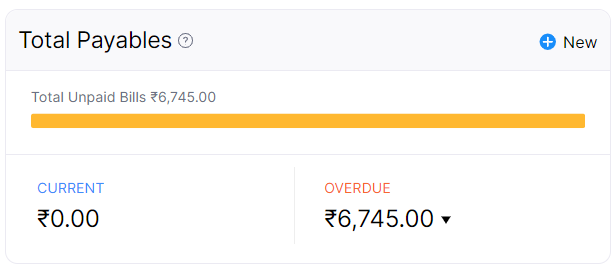 Total Payables ?
New
Total Unpaid Bills ₹6,745.00
CURRENT
₹0.00
OVERDUE
₹6,745.00